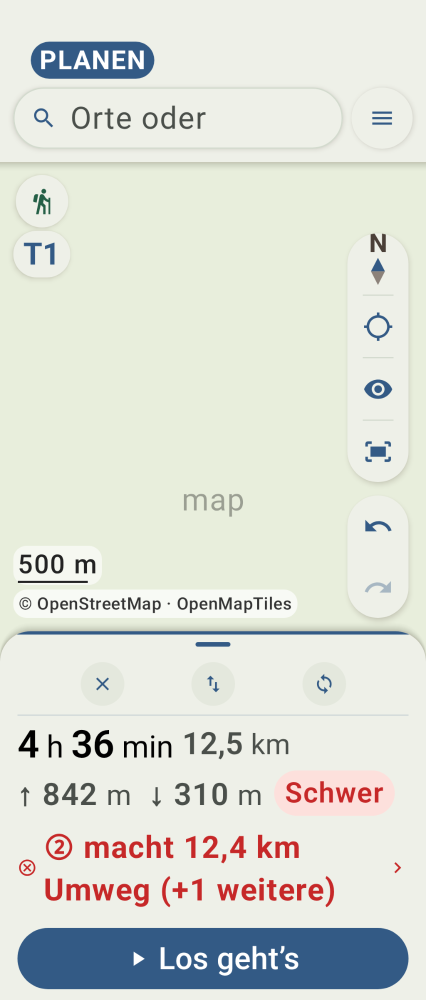 PLANEN
Orte oder
T1
N
map
500 m
© OpenStreetMap · OpenMapTiles
4 h 36 min 12,5 km
↑ 842 m ↓ 310 m Schwer
② macht 12,4 km
Umweg (+1 weitere)
Los geht’s